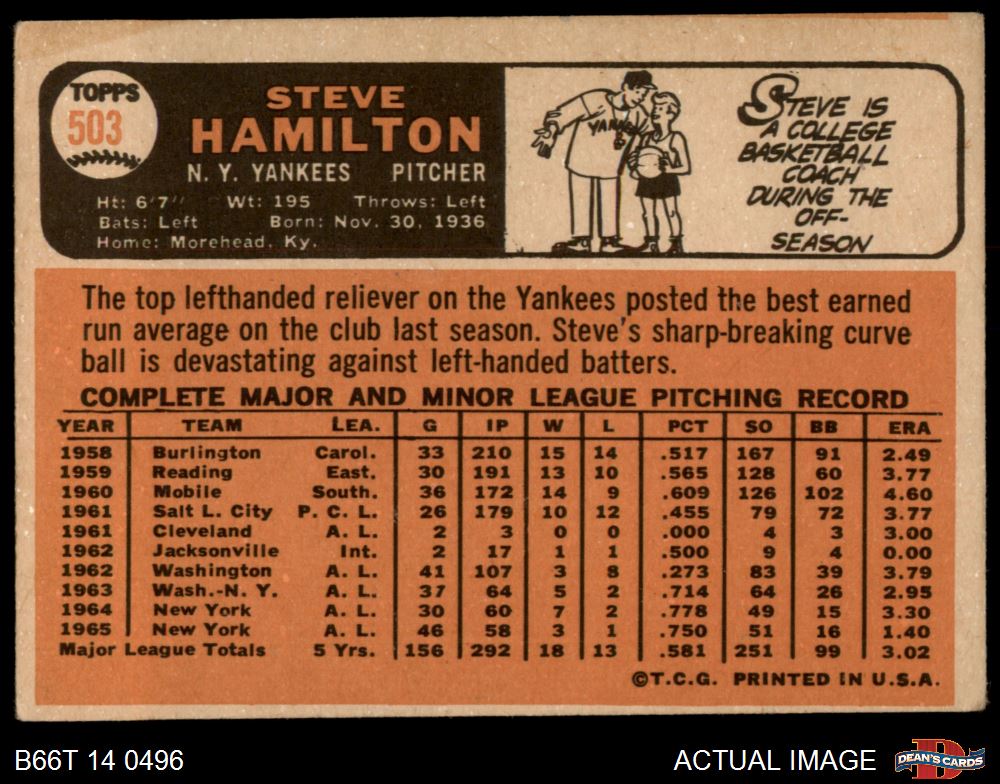 TOPPS
503
STEVE
HAMILTON
N. Y. YANKEES PITCHER
Ht: 6'7" Wt: 195 Throws: Left
Bats: Left Born: Nov. 30, 1936
Home: Morehead, Ky.
YANK
STEVE IS
A COLLEGE
BASKETBALL
COACH
DURING THE
OFF-
SEASON
The top lefthanded reliever on the Yankees posted the best earned
run average on the club last season. Steve's sharp-breaking curve
ball is devastating against left-handed batters.
COMPLETE MAJOR AND MINOR LEAGUE PITCHING RECORD
YEAR TEAM LEA. G IP W L PCT SO BB ERA
1958 Burlington Carol. 33 210 15 14 .517 167 91 2.49
1959 Reading East. 30 191 13 10 .565 128 60 3.77
1960 Mobile South. 36 172 14 9 .609 126 102 4.60
1961 Salt L. City P. C. L. 26 179 10 12 .455 79 72 3.77
1961 Cleveland A. L. 2 3 0 0 .000 4 3 3.00
1962 Jacksonville Int. 2 17 1 1 .500 9 4 0.00
1962 Washington A. L. 41 107 3 8 .273 83 39 3.79
1963 Wash.-N. Y. A. L. 37 64 5 2 .714 64 26 2.95
1964 New York A. L. 30 60 7 2 .778 49 15 3.30
1965 New York A. L. 46 58 3 1 .750 51 16 1.40
Major League Totals 5 Yrs. 156 292 18 13 .581 251 99 3.02
©T.C.G. PRINTED IN U.S.A.
B66T 14 0496 ACTUAL IMAGE DEAN'S CARDS